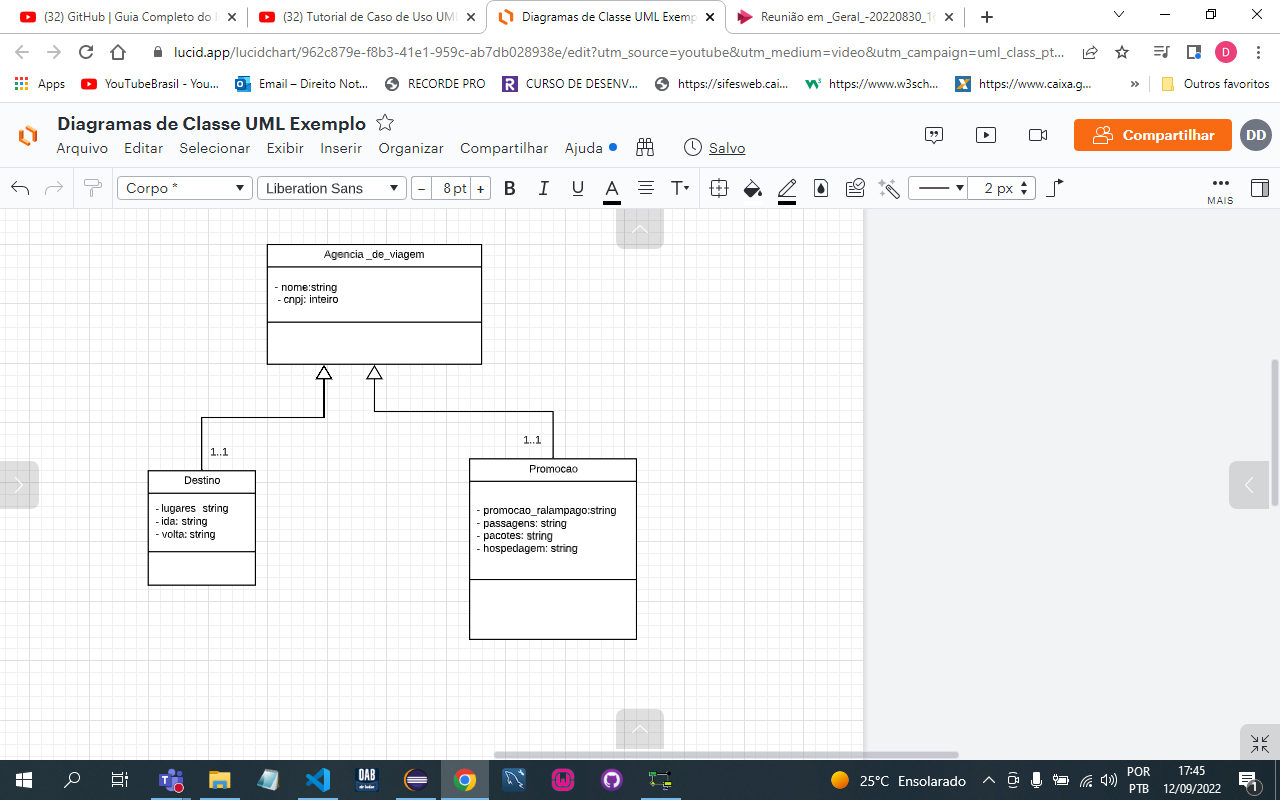 (32) GitHub | Guia Completo do
(32) Tutorial de Caso de Uso UML
Diagramas de Classe UML Exemp
Reunião em _Geral_-20220830_1
lucid.app/lucidchart/962c879e-f8b3-41e1-959c-ab7db028938e/edit?utm_source=youtube&utm_medium=video&utm_campaign=uml_class_pt...
D
Apps
YouTubeBrasil - You...
Email – Direito Not...
RECORDE PRO
CURSO DE DESENV...
https://sifesweb.cai...
https://www.w3sch...
https://www.caixa.g...
»
Outros favoritos
Diagramas de Classe UML Exemplo
Arquivo Editar Selecionar Exibir Inserir Organizar Compartilhar Ajuda
Salvo
Compartilhar
DD
Corpo *
Liberation Sans
− 8 pt +
B I U A T
2 px
MAIS
Agencia _de_viagem
- nome:string
- cnpj: inteiro
1..1
1..1
Destino
- lugares string
- ida: string
- volta: string
Promocao
- promocao_ralampago:string
- passagens: string
- pacotes: string
- hospedagem: string
OAB
25°C Ensolarado
POR
PTB
17:45
12/09/2022
1